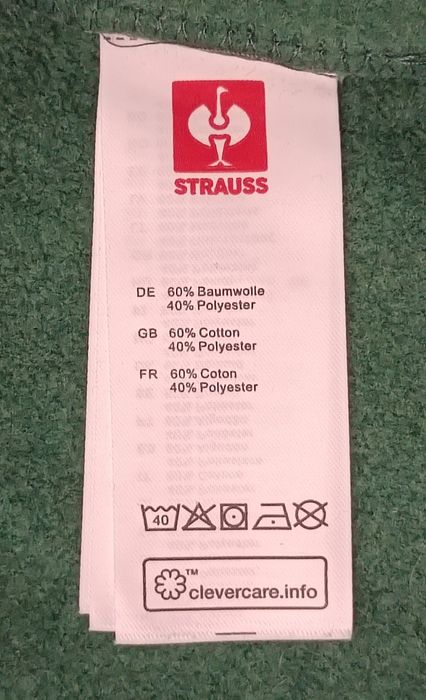 STRAUSS
DE 60% Baumwolle
40% Polyester
GB 60% Cotton
40% Polyester
FR 60% Coton
40% Polyester
40
™ clevercare.info